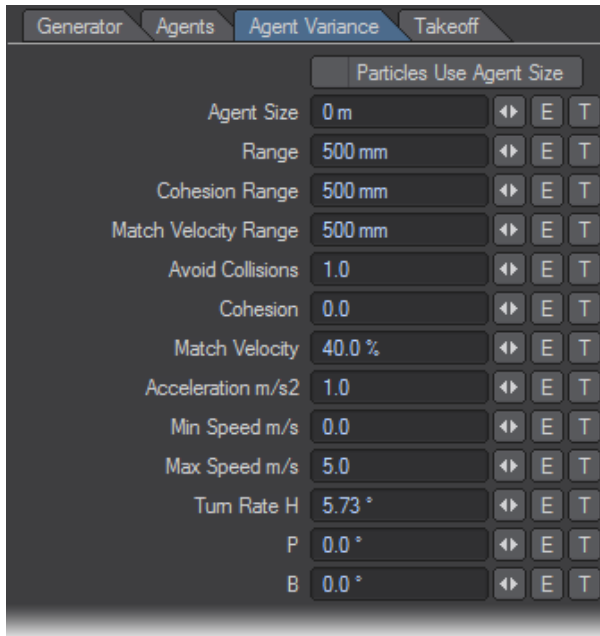 Generator Agents Agent Variance Takeoff
Particles Use Agent Size
Agent Size 0 m E T
Range 500 mm E T
Cohesion Range 500 mm E T
Match Velocity Range 500 mm E T
Avoid Collisions 1.0 E T
Cohesion 0.0 E T
Match Velocity 40.0 % E T
Acceleration m/s2 1.0 E T
Min Speed m/s 0.0 E T
Max Speed m/s 5.0 E T
Turn Rate H 5.73 ° E T
P 0.0 ° E T
B 0.0 ° E T